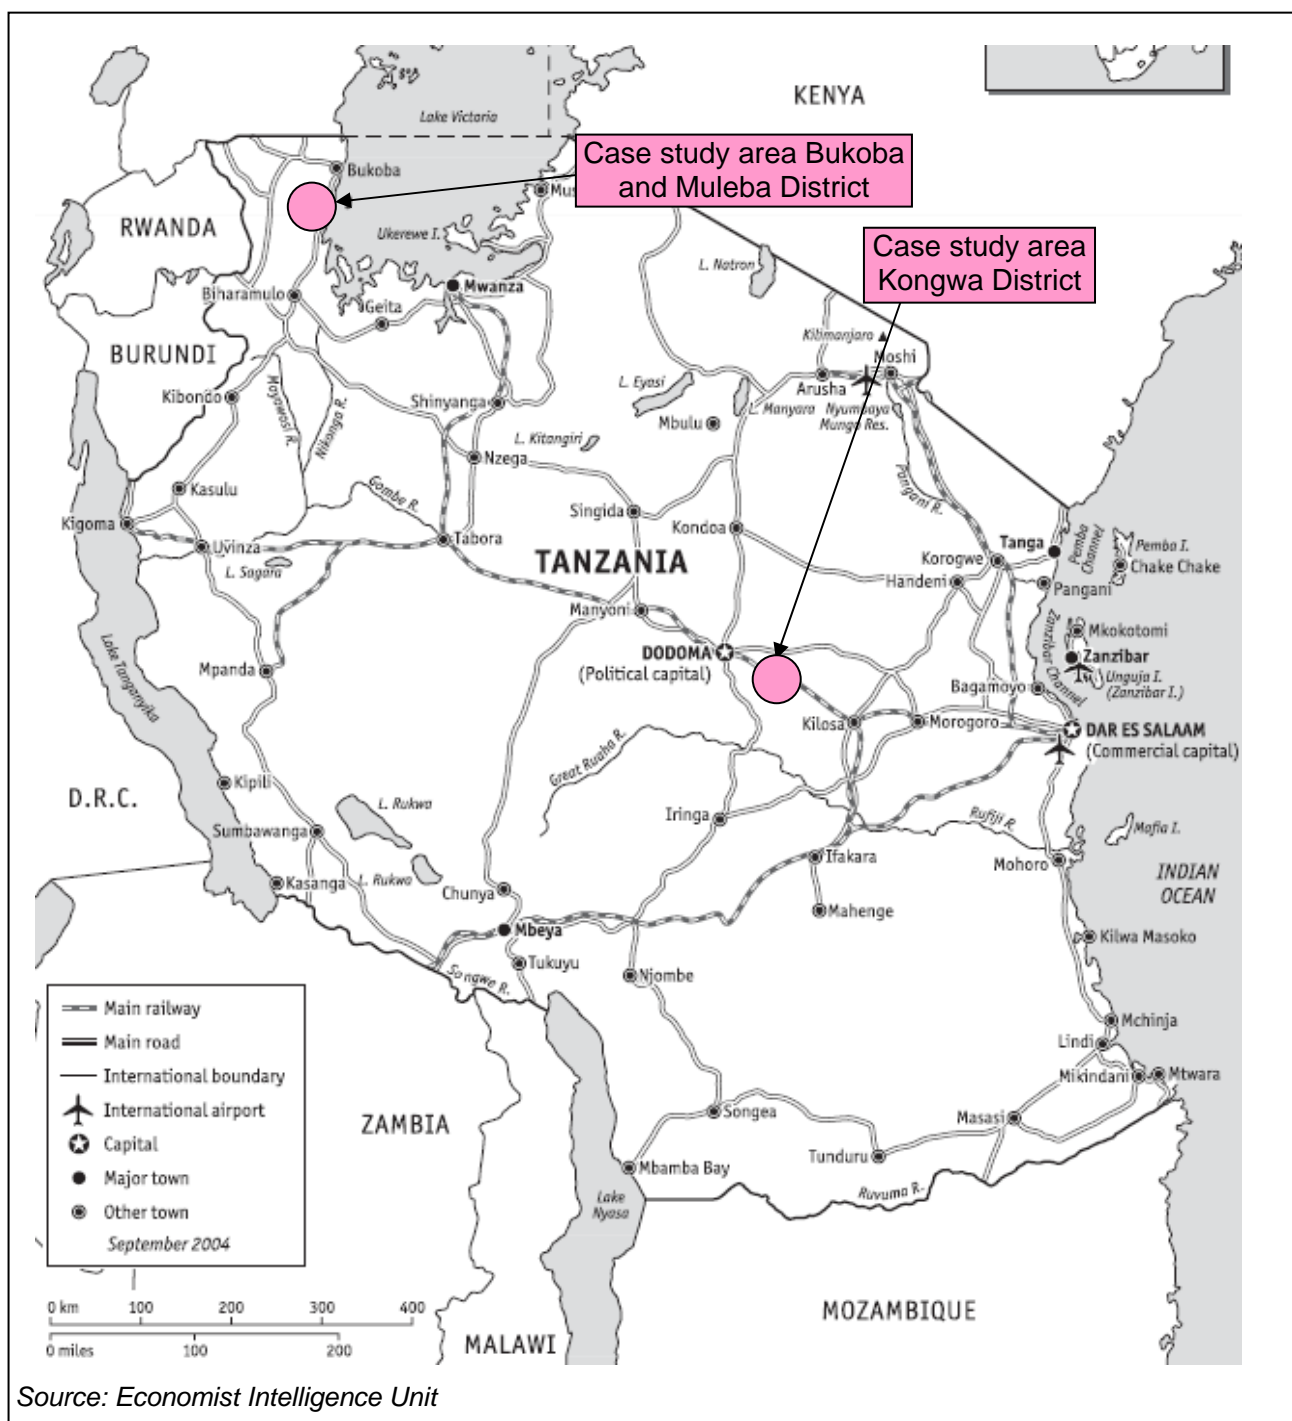 KENYA
Lake Victoria
Case study area Bukoba
and Muleba District
Bukoba
Mus
RWANDA
Ukerewe I.
Case study area
Kongwa District
L. Natron
Mwanza
Biharamulo
Geita
Kilimanjaro
BURUNDI
Moshi
Arusha
L. Eyasi
L. Manyara
Nyumbaya
Mungo Res.
Kibondo
Moyowosi R.
Nikonga R.
Shinyanga
Mbulu
L. Kitangiri
Nzega
Pangani R.
Kasulu
Gombe R.
Singida
Kigoma
Kondoa
Uvinza
Tabora
TANZANIA
L. Sagara
Korogwe
Tanga
Pemba
Channel
Pemba I.
Chake Chake
Handeni
Pangani
Manyoni
Mkokotomi
Zanzibar
Zanzibar Channel
Unguja I.
(Zanzibar I.)
DODOMA
(Political capital)
Mpanda
Lake Tanganyika
Bagamoyo
Kilosa
Morogoro
DAR ES SALAAM
(Commercial capital)
Great Ruaha R.
D.R.C.
Kipili
L. Rukwa
Iringa
Rufiji R.
Mafia I.
Sumbawanga
Ifakara
Mohoro
INDIAN
OCEAN
Kasanga
L. Rukwa
Chunya
Mahenge
Mbeya
Kilwa Masoko
Tukuyu
Songwe R.
Njombe
Main railway
Main road
International boundary
International airport
Capital
Major town
Other town
September 2004
Mchinja
Lindi
Mikindani
Mtwara
ZAMBIA
Songea
Masasi
Tunduru
Mbamba Bay
Ruvuma R.
Lake
Nyasa
0 km 100 200 300 400
0 miles 100 200
MOZAMBIQUE
MALAWI
Source: Economist Intelligence Unit